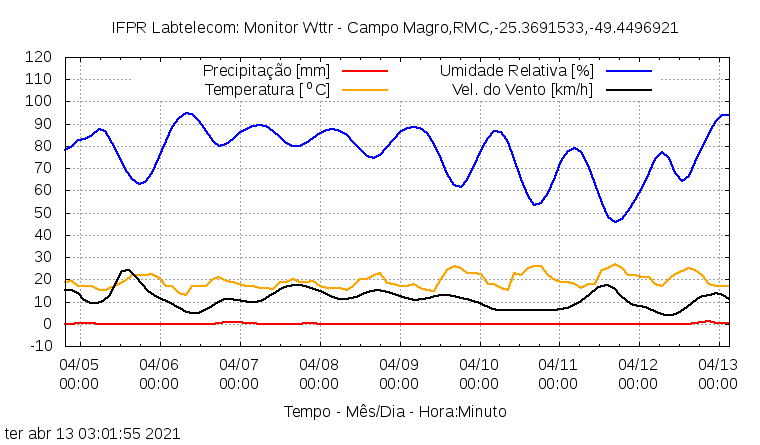 IFPR Labtelecom: Monitor Wttr - Campo Magro,RMC,-25.3691533,-49.4496921
120
110
100
90
80
70
60
50
40
30
20
10
0
-10
Precipitação [mm] Umidade Relativa [%]
Temperatura [ ⁰C] Vel. do Vento [km/h]
04/05 04/06 04/07 04/08 04/09 04/10 04/11 04/12 04/13
00:00 00:00 00:00 00:00 00:00 00:00 00:00 00:00 00:00
Tempo - Mês/Dia - Hora:Minuto
ter abr 13 03:01:55 2021